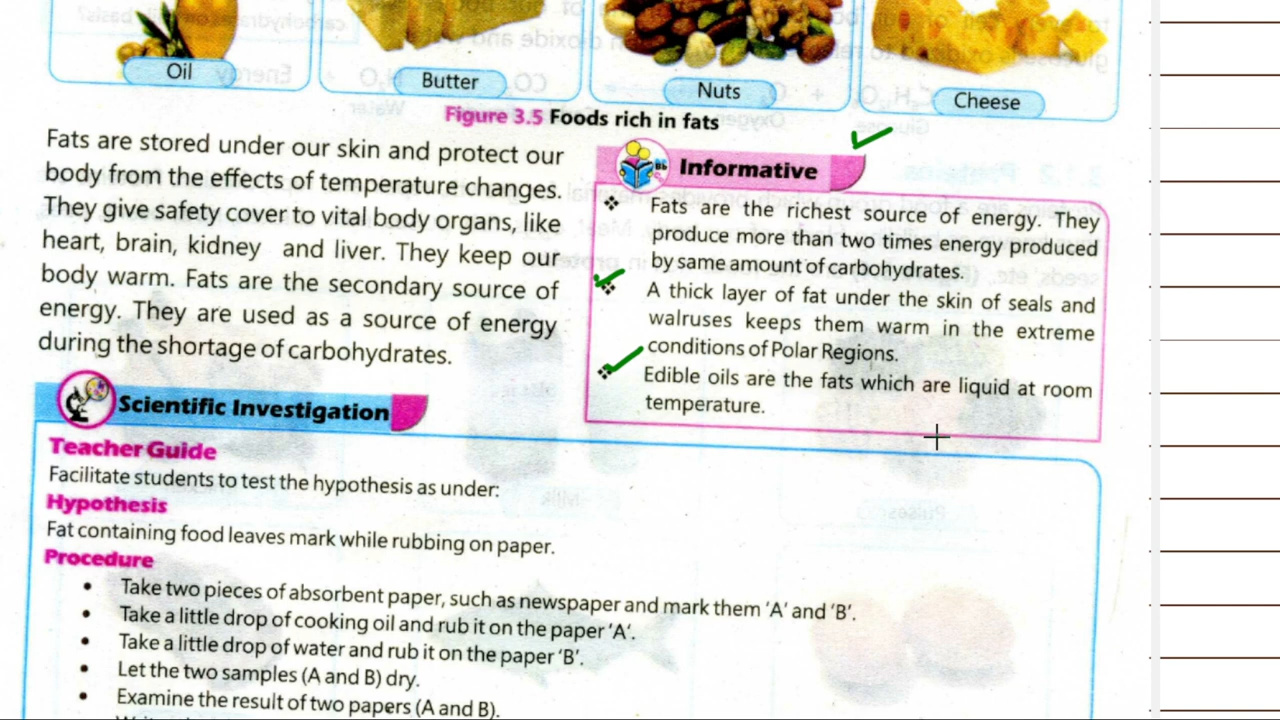 Oil
Butter
Nuts
Cheese
Figure 3.5 Foods rich in fats
Fats are stored under our skin and protect our
body from the effects of temperature changes.
They give safety cover to vital body organs, like
heart, brain, kidney and liver. They keep our
body warm. Fats are the secondary source of
energy. They are used as a source of energy
during the shortage of carbohydrates.
Informative
Fats are the richest source of energy. They
produce more than two times energy produced
by same amount of carbohydrates.
A thick layer of fat under the skin of seals and
walruses keeps them warm in the extreme
conditions of Polar Regions.
Edible oils are the fats which are liquid at room
temperature.
Scientific Investigation
Teacher Guide
Facilitate students to test the hypothesis as under:
Hypothesis
Fat containing food leaves mark while rubbing on paper.
Procedure
• Take two pieces of absorbent paper, such as newspaper and mark them 'A' and 'B'.
• Take a little drop of cooking oil and rub it on the paper 'A'.
• Take a little drop of water and rub it on the paper 'B'.
• Let the two samples (A and B) dry.
• Examine the result of two papers (A and B).